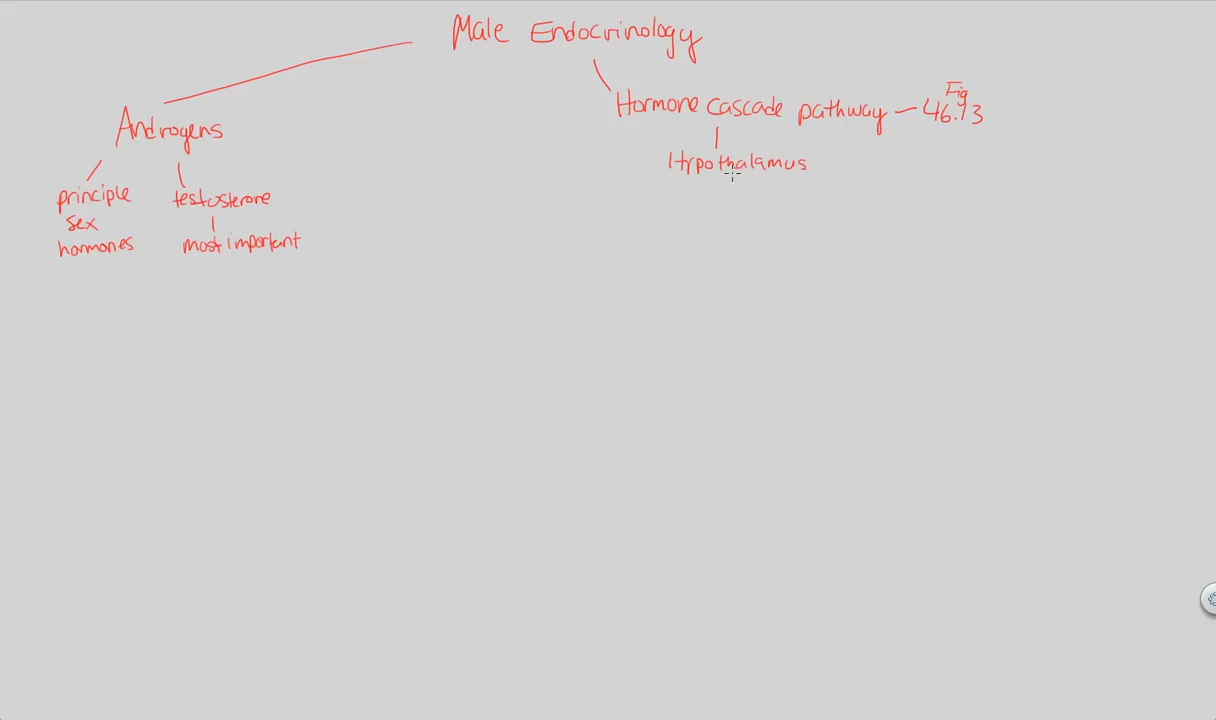 Male Endocrinology
Androgens
principle
sex
hormones
testosterone
most important
Hormone cascade pathway - 46.13
Fig
Hypothalamus